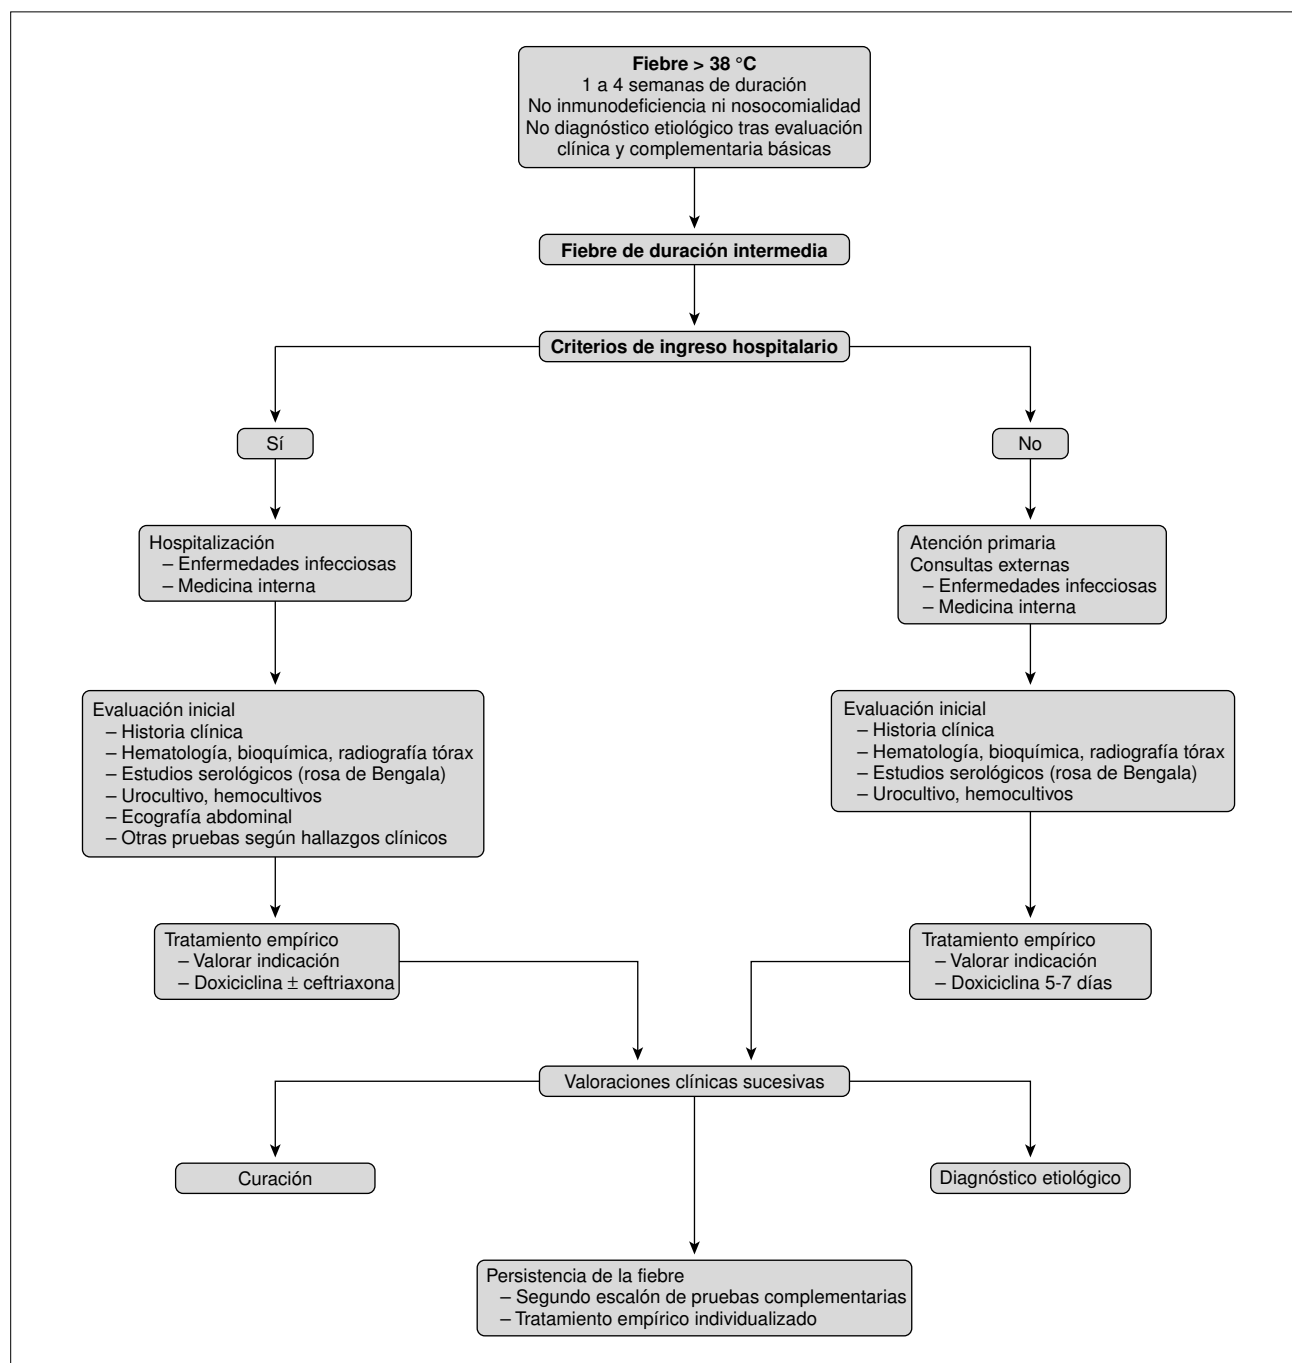 Fiebre > 38 °C
1 a 4 semanas de duración
No inmunodeficiencia ni nosocomialidad
No diagnóstico etiológico tras evaluación
clínica y complementaria básicas
Fiebre de duración intermedia
Criterios de ingreso hospitalario
Sí
No
Hospitalización
– Enfermedades infecciosas
– Medicina interna
Atención primaria
Consultas externas
– Enfermedades infecciosas
– Medicina interna
Evaluación inicial
– Historia clínica
– Hematología, bioquímica, radiografía tórax
– Estudios serológicos (rosa de Bengala)
– Urocultivo, hemocultivos
– Ecografía abdominal
– Otras pruebas según hallazgos clínicos
Evaluación inicial
– Historia clínica
– Hematología, bioquímica, radiografía tórax
– Estudios serológicos (rosa de Bengala)
– Urocultivo, hemocultivos
Tratamiento empírico
– Valorar indicación
– Doxiciclina ± ceftriaxona
Tratamiento empírico
– Valorar indicación
– Doxiciclina 5-7 días
Valoraciones clínicas sucesivas
Curación
Diagnóstico etiológico
Persistencia de la fiebre
– Segundo escalón de pruebas complementarias
– Tratamiento empírico individualizado